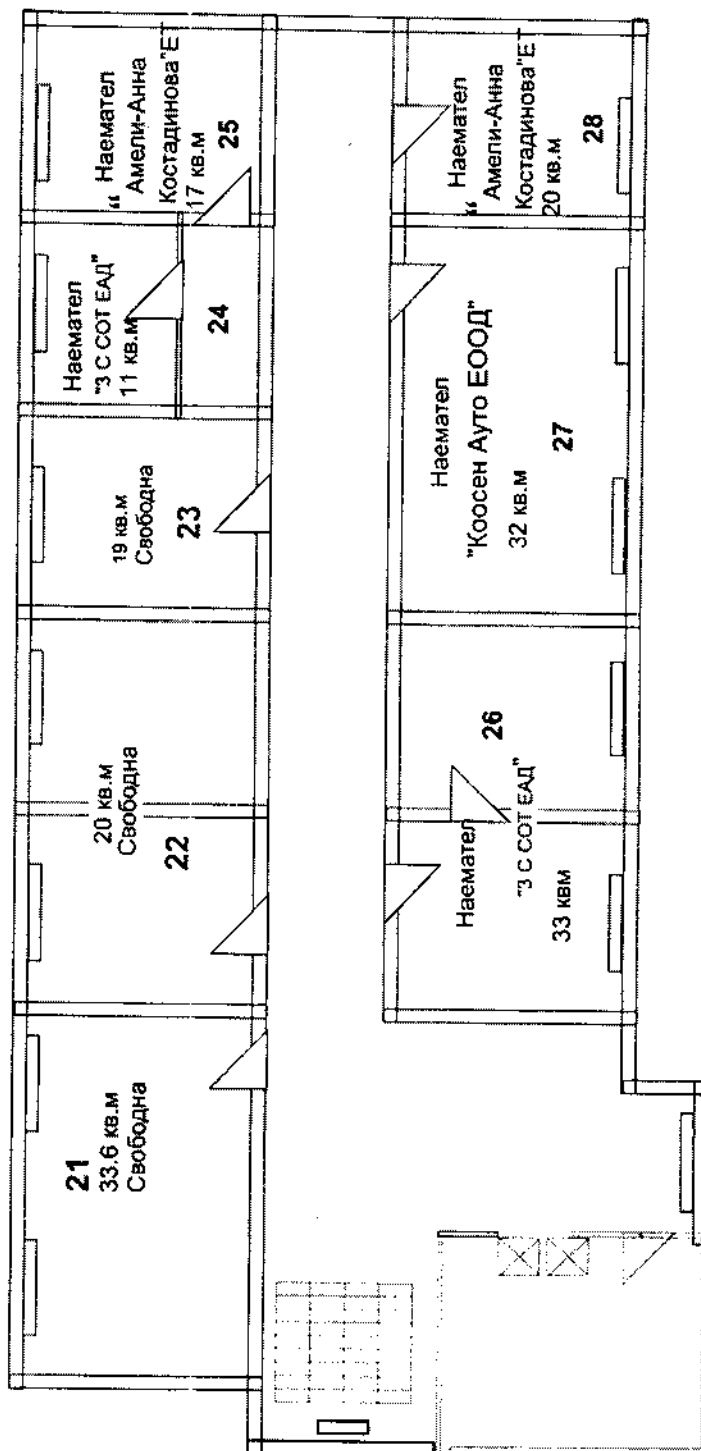 21
33.6 кв.м
Свободна
20 кв.м
Свободна
22
19 кв.м
Свободна
23
Наемател
"3 С СОТ ЕАД"
11 кв.м
24
Наемател
“ Амели-Анна
Костадинова"Е
17 кв.м
25
Наемател
"3 С СОТ ЕАД"
33 квм
26
Наемател
"Коосен Ауто ЕООД"
32 кв.м
27
Наемател
“ Амели-Анна
Костадинова"Е
20 кв.м
28